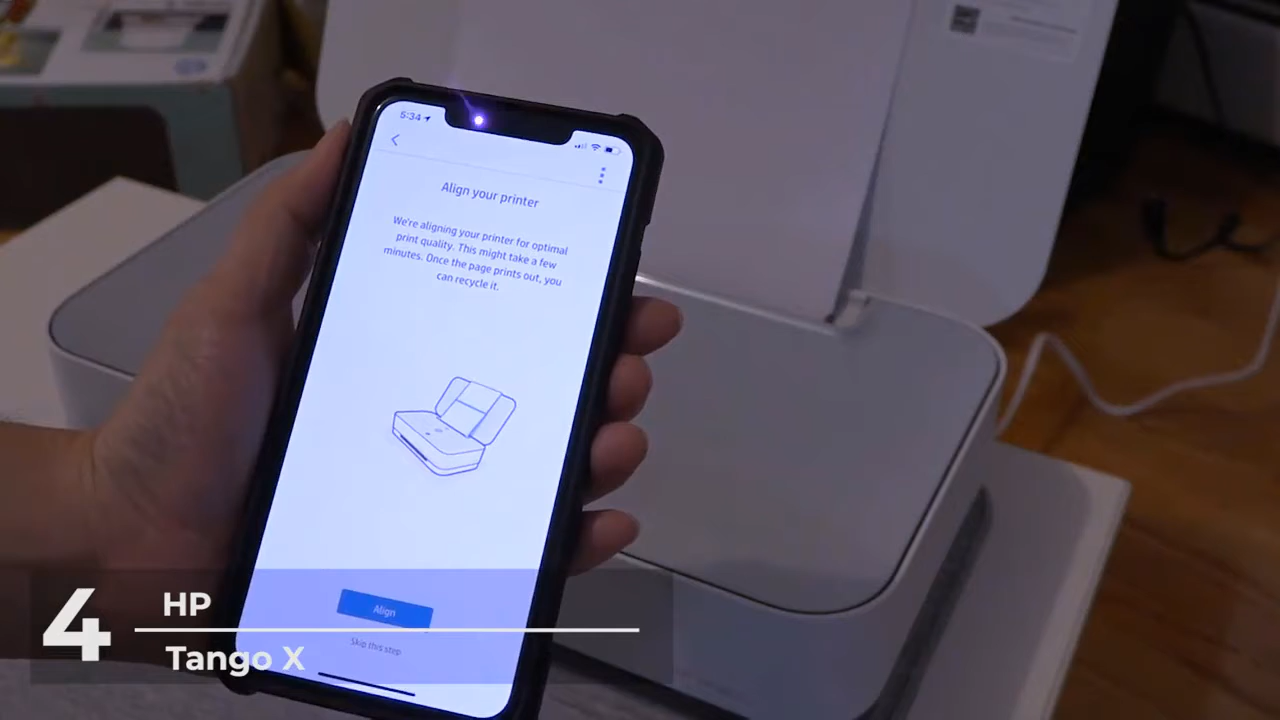 5:34
Align your printer
We're aligning your printer for optimal
print quality. This might take a few
minutes. Once the page prints out, you
can recycle it.
Align
Skip this step
4
HP
Tango X